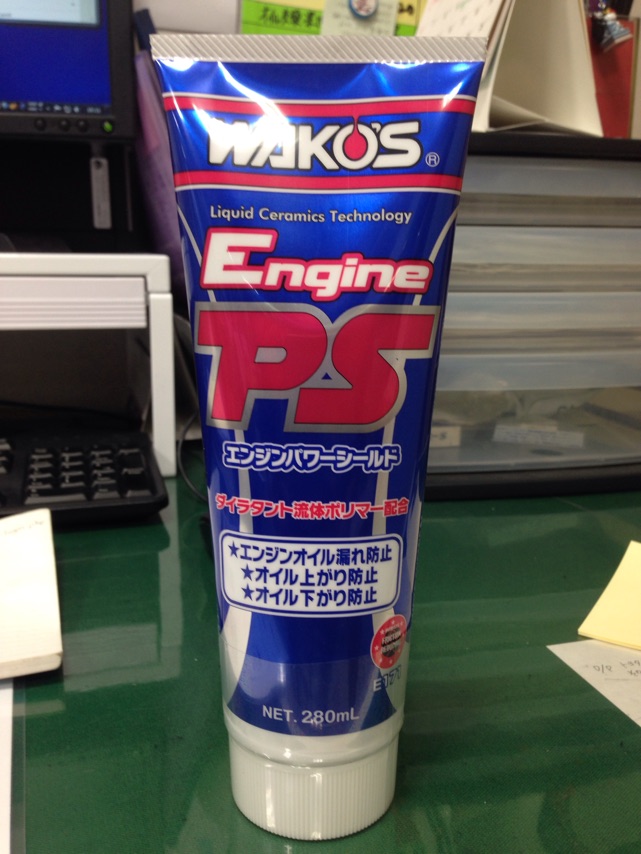 WAKO'S®
Liquid Ceramics Technology
Engine
PS
エンジンパワーシールド
ダイラタント流体ポリマー配合
★エンジンオイル漏れ防止
★オイル上がり防止
★オイル下がり防止
NET. 280mL